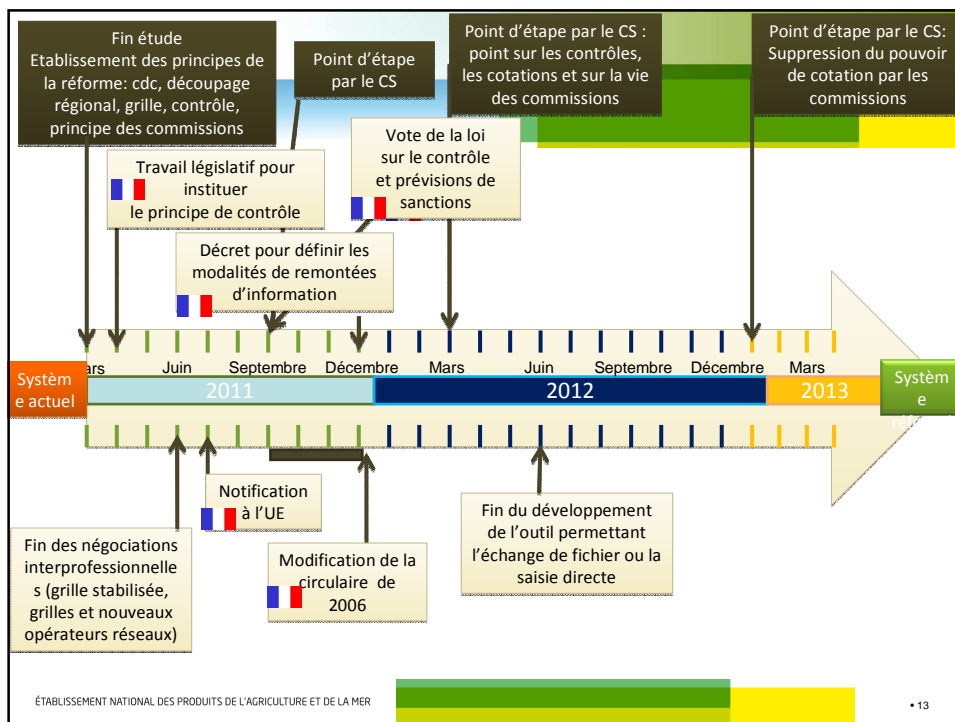 Fin étude
Etablissement des principes de
la réforme: cdc, découpage
régional, grille, contrôle,
principe des commissions
Point d'étape
par le CS
Point d'étape par le CS :
point sur les contrôles,
les cotations et sur la vie
des commissions
Point d'étape par le CS:
Suppression du pouvoir
de cotation par les
commissions
Travail législatif pour
instituer
le principe de contrôle
Vote de la loi
sur le contrôle
et prévisions de
sanctions
Décret pour définir les
modalités de remontées
d'information
ars
Juin
Septembre
Décembre
Mars
Juin
Septembre
Décembre
Mars
Systèm
e actuel
2011
2012
2013
Systèm
e
Notification
à l'UE
Fin des négociations
interprofessionnelle
s (grille stabilisée,
grilles et nouveaux
opérateurs réseaux)
Modification de la
circulaire de
2006
Fin du développement
de l'outil permettant
l'échange de fichier ou la
saisie directe
ÉTABLISSEMENT NATIONAL DES PRODUITS DE L'AGRICULTURE ET DE LA MER
• 13